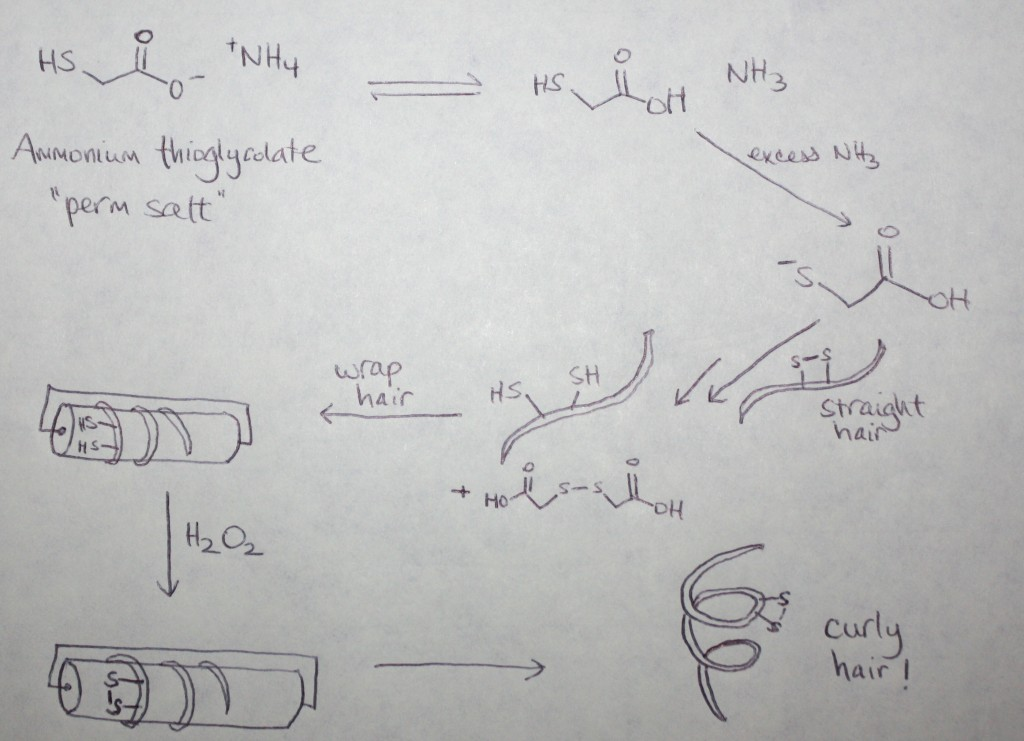 HS O O⁻ ⁺NH4
HS O OH NH3
Ammonium thioglycolate
"perm salt"
excess NH3
⁻S O OH
wrap
hair
HS SH
S-S
straight
hair
HS
HS
+ HO O S-S O OH
H2O2
S
S
curly
hair!
S
S